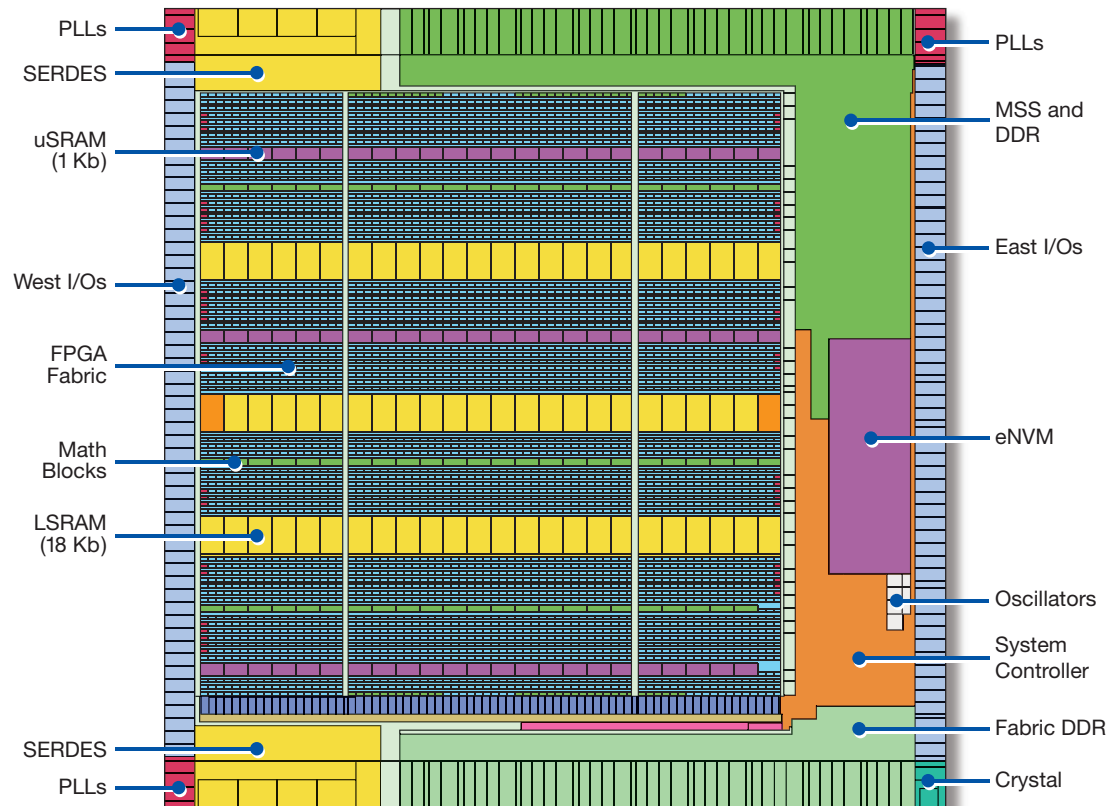 PLLs
SERDES
uSRAM
(1 Kb)
West I/Os
FPGA
Fabric
Math
Blocks
LSRAM
(18 Kb)
SERDES
PLLs
PLLs
MSS and
DDR
East I/Os
eNVM
Oscillators
System
Controller
Fabric DDR
Crystal